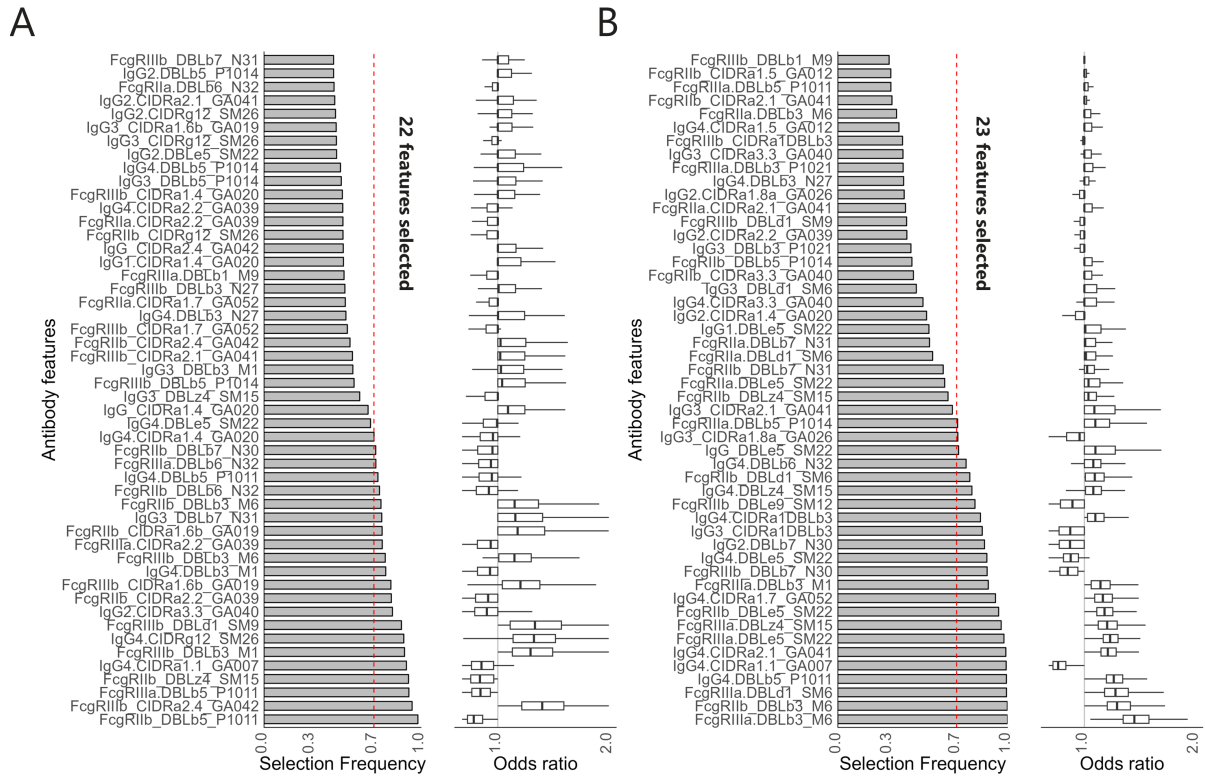 A
FcgRIIIb_DBLb7_N31
IgG2.DBLb5_P1014
FcgRIIa.DBLb6_N32
IgG2.CIDRa2.1_GA041
IgG2.CIDRg12_SM26
IgG3_CIDRa1.6b_GA019
IgG3_CIDRg12_SM26
IgG2.DBLe5_SM22
IgG4.DBLb5_P1014
IgG3_DBLb5_P1014
FcgRIIIb_CIDRa1.4_GA020
IgG4.CIDRa2.2_GA039
FcgRIIa.CIDRa2.2_GA039
FcgRIIb_CIDRg12_SM26
IgG_CIDRa2.4_GA042
IgG1.CIDRa1.4_GA020
FcgRIIIa.DBLb1_M9
FcgRIIIb_DBLb3_N27
FcgRIIa.CIDRa1.7_GA052
IgG4.DBLb3_N27
FcgRIIIb_CIDRa1.7_GA052
FcgRIIb_CIDRa2.4_GA042
FcgRIIIb_CIDRa2.1_GA041
IgG3_DBLb3_M1
FcgRIIIb_DBLb5_P1014
IgG3_DBLz4_SM15
IgG_CIDRa1.4_GA020
IgG4.DBLe5_SM22
IgG4.CIDRa1.4_GA020
FcgRIIb_DBLb7_N30
FcgRIIIa.DBLb6_N32
IgG4.DBLb5_P1011
FcgRIIb_DBLb6_N32
FcgRIIb_DBLb3_M6
IgG3_DBLb7_N31
FcgRIIb_CIDRa1.6b_GA019
FcgRIIIa.CIDRa2.2_GA039
FcgRIIIb_DBLb3_M6
IgG4.DBLb3_M1
FcgRIIIb_CIDRa1.6b_GA019
FcgRIIb_CIDRa2.2_GA039
IgG2.CIDRa3.3_GA040
FcgRIIIb_DBLd1_SM9
IgG4.CIDRg12_SM26
FcgRIIIb_DBLb3_M1
IgG4.CIDRa1.1_GA007
FcgRIIb_DBLz4_SM15
FcgRIIIa.DBLb5_P1011
FcgRIIIb_CIDRa2.4_GA042
FcgRIIb_DBLb5_P1011
Antibody features
22 features selected
0.0
0.3
0.7
1.0
Selection Frequency
1.0
2.0
Odds ratio
B
FcgRIIIb_DBLb1_M9
FcgRIIb_CIDRa1.5_GA012
FcgRIIIa.DBLb5_P1011
FcgRIIb_CIDRa2.1_GA041
FcgRIIa.DBLb3_M6
IgG4.CIDRa1.5_GA012
FcgRIIIb_CIDRa1DBLb3
IgG3_CIDRa3.3_GA040
FcgRIIIa.DBLb3_P1021
IgG4.DBLb3_N27
IgG2.CIDRa1.8a_GA026
FcgRIIa.CIDRa2.1_GA041
FcgRIIIb_DBLd1_SM9
IgG2.CIDRa2.2_GA039
IgG3_DBLb3_P1021
FcgRIIb_DBLb5_P1014
FcgRIIb_CIDRa3.3_GA040
IgG3_DBLd1_SM6
IgG4.CIDRa3.3_GA040
IgG2.CIDRa1.4_GA020
IgG1.DBLe5_SM22
FcgRIIa.DBLb7_N31
FcgRIIa.DBLd1_SM6
FcgRIIb_DBLb7_N31
FcgRIIa.DBLe5_SM22
FcgRIIb_DBLz4_SM15
IgG3_CIDRa2.1_GA041
FcgRIIIa.DBLb5_P1014
IgG3_CIDRa1.8a_GA026
IgG_DBLe5_SM22
IgG4.DBLb6_N32
FcgRIIb_DBLd1_SM6
IgG4.DBLz4_SM15
FcgRIIIb_DBLe9_SM12
IgG4.CIDRa1DBLb3
IgG3_CIDRa1DBLb3
IgG2.DBLb7_N30
IgG4.DBLe5_SM22
FcgRIIIb_DBLb7_N30
FcgRIIIa.DBLb3_M1
IgG4.CIDRa1.7_GA052
FcgRIIb_DBLe5_SM22
FcgRIIIa.DBLz4_SM15
FcgRIIIa.DBLe5_SM22
IgG4.CIDRa2.1_GA041
IgG4.CIDRa1.1_GA007
IgG4.DBLb5_P1011
FcgRIIIa.DBLd1_SM6
FcgRIIb_DBLb3_M6
FcgRIIIa.DBLb3_M6
Antibody features
23 features selected
0.0
0.3
0.7
1.0
Selection Frequency
1.0
2.0
Odds ratio